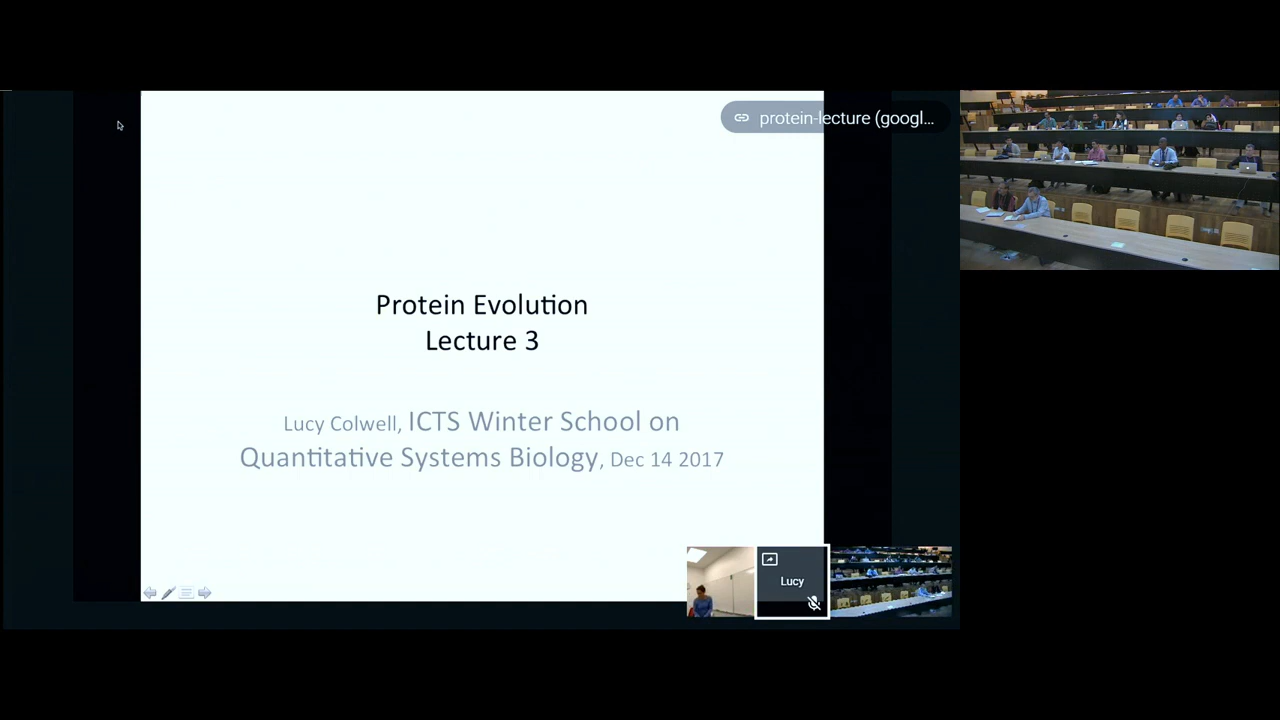 protein-lecture (googl...
Protein Evolution
Lecture 3
Lucy Colwell, ICTS Winter School on
Quantitative Systems Biology, Dec 14 2017
Lucy